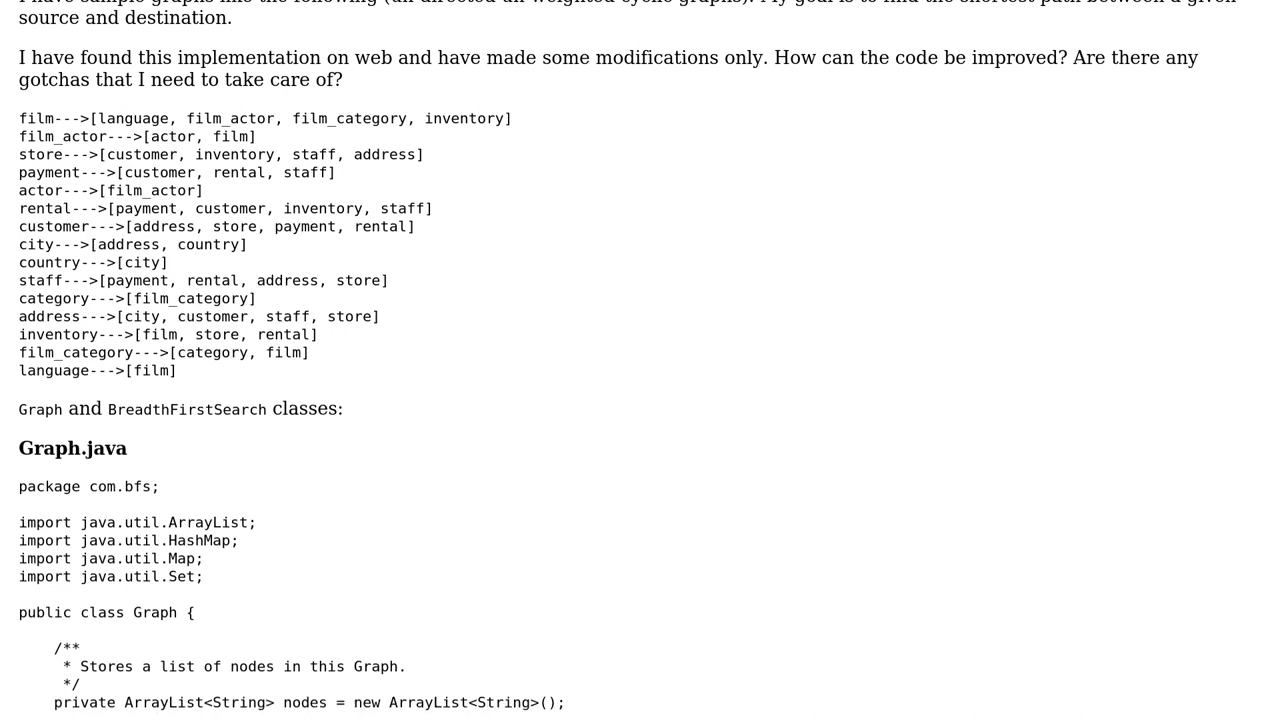 source and destination.
I have found this implementation on web and have made some modifications only. How can the code be improved? Are there any
gotchas that I need to take care of?
film--->[language, film_actor, film_category, inventory]
film_actor--->[actor, film]
store--->[customer, inventory, staff, address]
payment--->[customer, rental, staff]
actor--->[film_actor]
rental--->[payment, customer, inventory, staff]
customer--->[address, store, payment, rental]
city--->[address, country]
country--->[city]
staff--->[payment, rental, address, store]
category--->[film_category]
address--->[city, customer, staff, store]
inventory--->[film, store, rental]
film_category--->[category, film]
language--->[film]
Graph and BreadthFirstSearch classes:
Graph.java
package com.bfs;
import java.util.ArrayList;
import java.util.HashMap;
import java.util.Map;
import java.util.Set;
public class Graph {
    /**
     * Stores a list of nodes in this Graph.
     */
    private ArrayList<String> nodes = new ArrayList<String>();